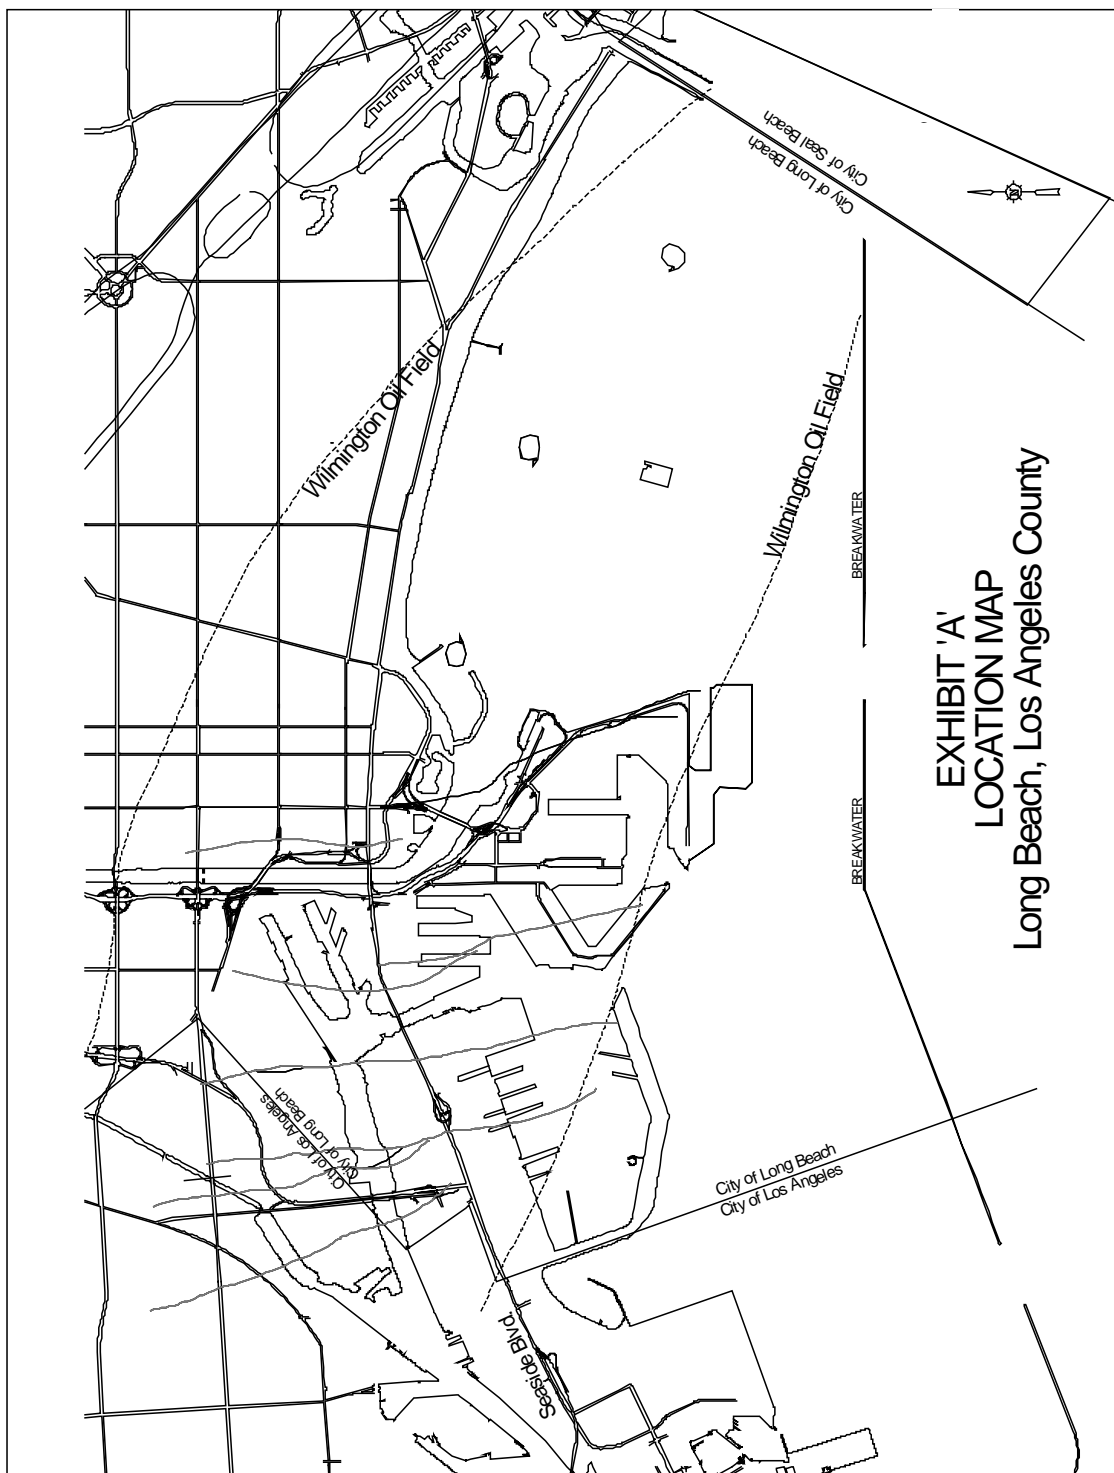 City of Seal Beach
City of Long Beach
N
Wilmington Oil Field
Wilmington Oil Field
BREAKWATER
BREAKWATER
EXHIBIT 'A'
LOCATION MAP
Long Beach, Los Angeles County
City of Los Angeles
City of Long Beach
City of Long Beach
City of Los Angeles
Seaside Blvd.